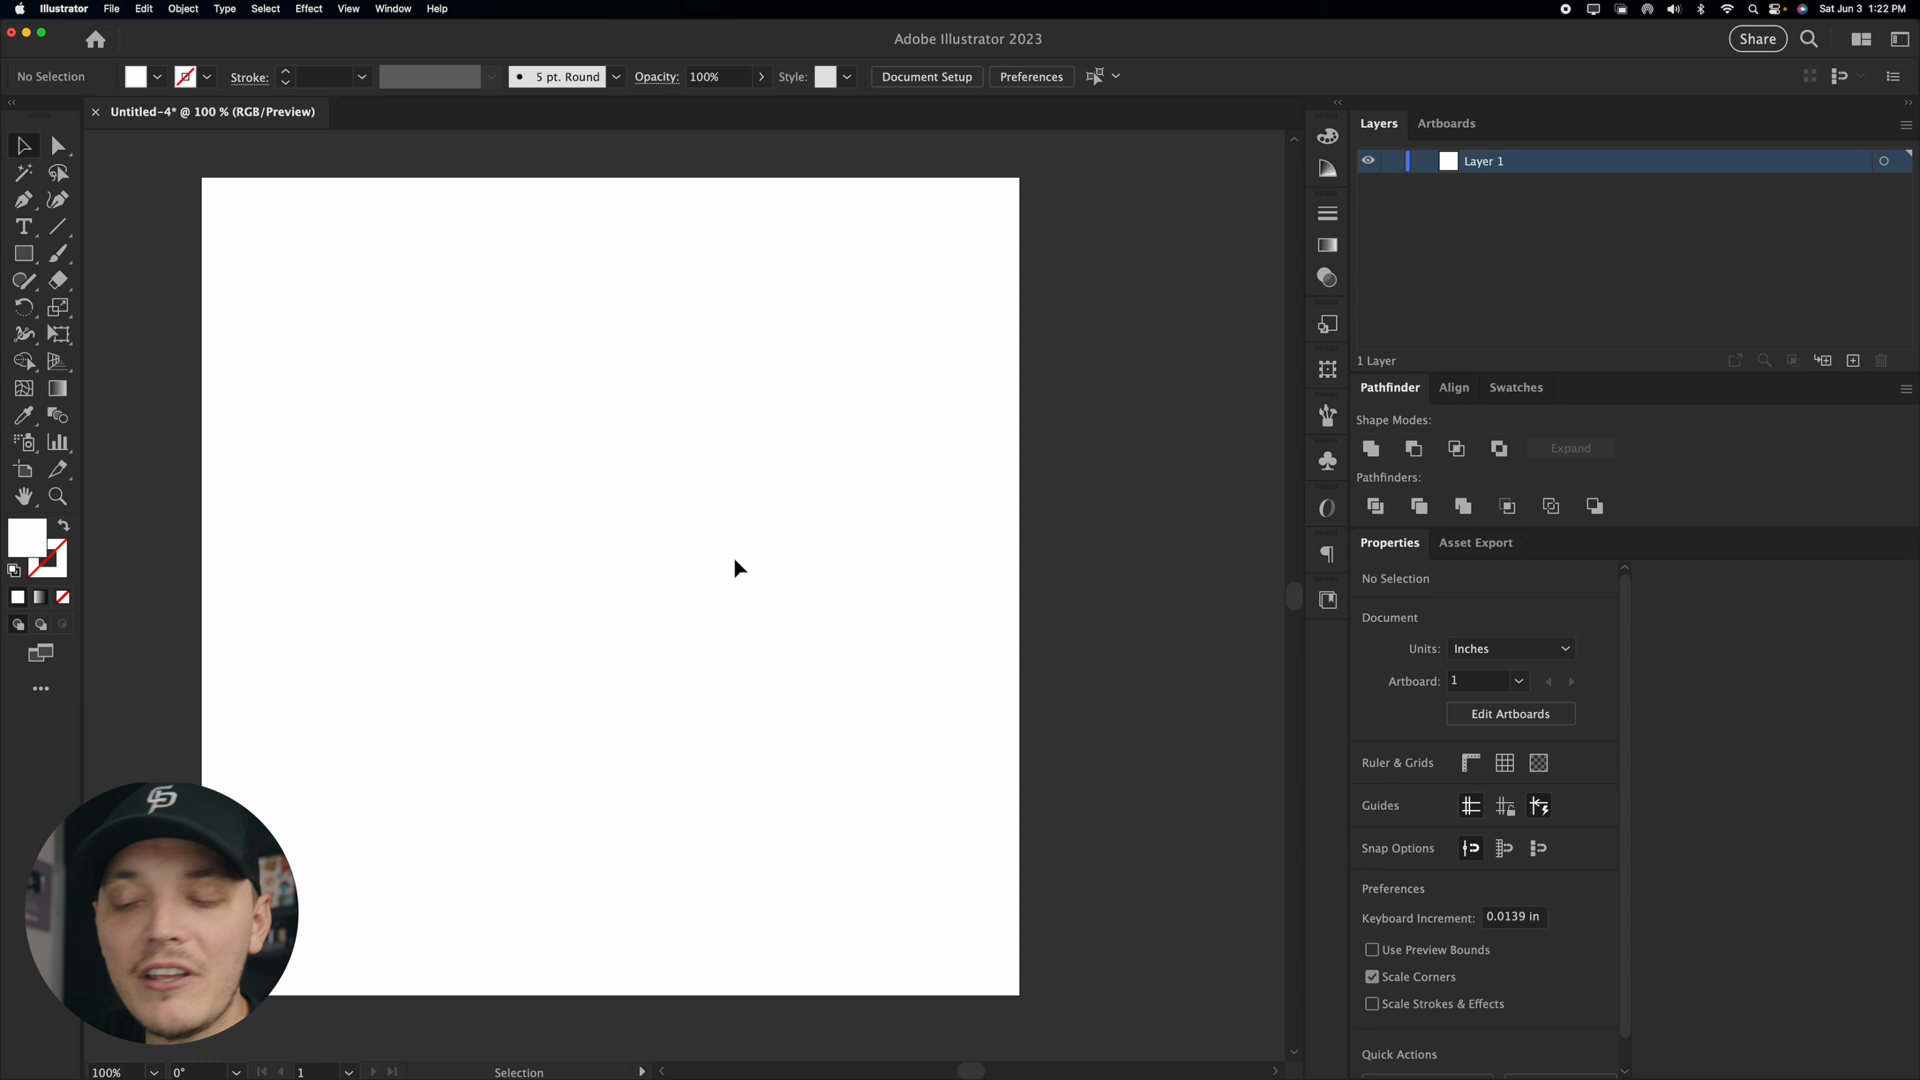 Illustrator File Edit Object Type Select Effect View Window Help
Sat Jun 3 1:22 PM
Adobe Illustrator 2023
Share
No Selection
Stroke:
5 pt. Round
Opacity: 100%
Style:
Document Setup
Preferences
Untitled-4* @ 100 % (RGB/Preview)
Layers Artboards
Layer 1
1 Layer
Pathfinder Align Swatches
Shape Modes:
Expand
Pathfinders:
Properties Asset Export
No Selection
Document
Units: Inches
Artboard: 1
Edit Artboards
Ruler & Grids
Guides
Snap Options
Preferences
Keyboard Increment: 0.0139 in
Use Preview Bounds
Scale Corners
Scale Strokes & Effects
Quick Actions
100% 0° 1 Selection